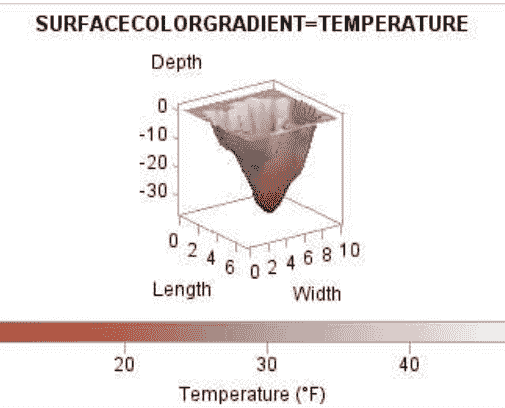 SURFACECOLORGRADIENT=TEMPERATURE
Depth
0
-10
-20
-30
0 2 4 6
0 2 4 6 8 10
Length
Width
20 30 40
Temperature (°F)